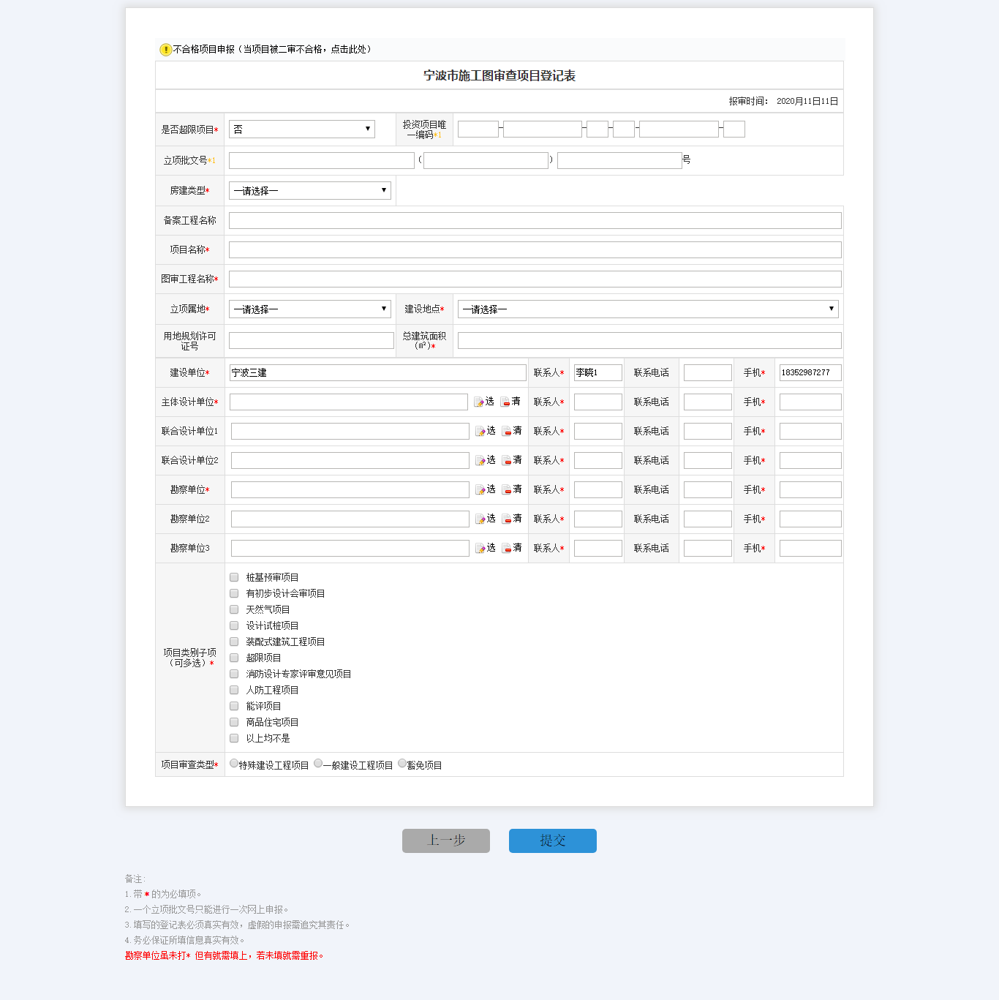 不合格项目申报（当项目被二审不合格，点击此处）
宁波市施工图审查项目登记表
报审时间： 2020月11日11日
是否超限项目* 否 投资项目唯一编码*1 - - - - -
立项批文号*1 （ ） 号
房建类型* 一请选择一
备案工程名称
项目名称*
图审工程名称*
立项属地* 一请选择一 建设地点* 一请选择一
用地规划许可证号 总建筑面积（m²）*
建设单位* 宁波三建 联系人* 李晓1 联系电话 手机* 18352987277
主体设计单位* 选 清 联系人* 联系电话 手机*
联合设计单位1 选 清 联系人* 联系电话 手机*
联合设计单位2 选 清 联系人* 联系电话 手机*
勘察单位* 选 清 联系人* 联系电话 手机*
勘察单位2 选 清 联系人* 联系电话 手机*
勘察单位3 选 清 联系人* 联系电话 手机*
项目类别子项（可多选）*
桩基预审项目
有初步设计会审项目
天然气项目
设计试桩项目
装配式建筑工程项目
超限项目
消防设计专家评审意见项目
人防工程项目
能评项目
商品住宅项目
以上均不是
项目审查类型* 特殊建设工程项目 一般建设工程项目 豁免项目
上一步 提交
备注：
1.带 * 的为必填项。
2.一个立项批文号只能进行一次网上申报。
3.填写的登记表必须真实有效，虚假的申报需追究其责任。
4.务必保证所填信息真实有效。
勘察单位虽未打* 但有就需填上，若未填就需重报。